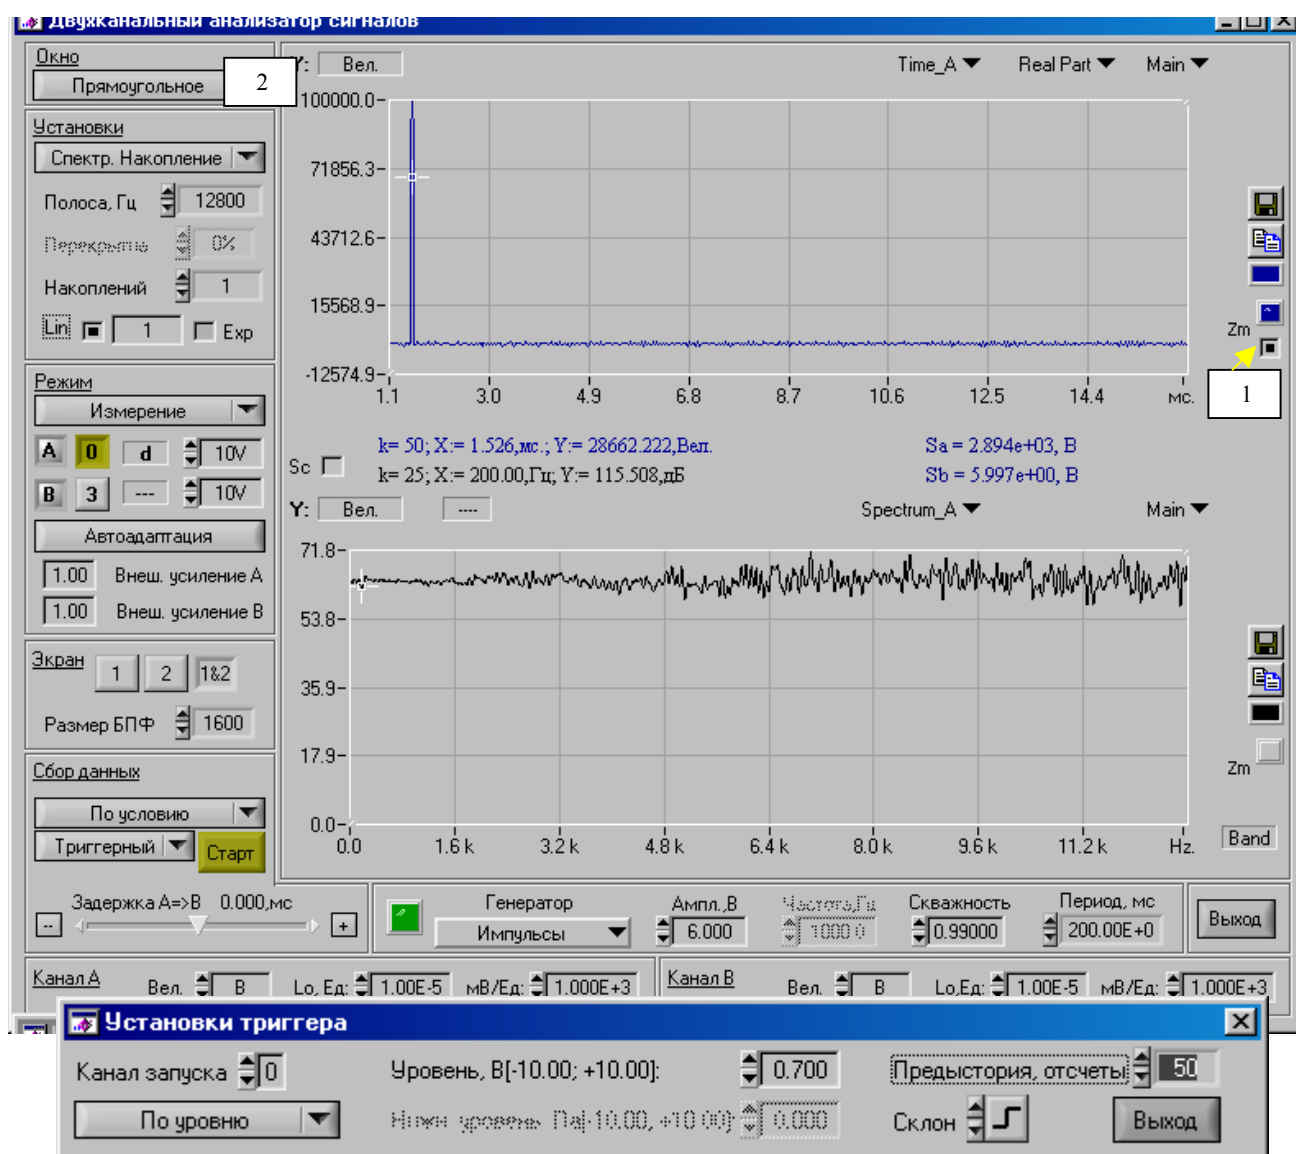 Двухканальный анализатор сигналов
Окно
Прямоугольное
2
Установки
Спектр. Накопление
Полоса, Гц 12800
Перекрытие 0%
Накоплений 1
Lin 1 Exp
Режим
Измерение
A 0 d 10V
B 3 --- 10V
Автоадаптация
1.00 Внеш. усиление А
1.00 Внеш. усиление В
Экран 1 2 1&2
Размер БПФ 1600
Сбор данных
По условию
Триггерный Старт
Y: Вел. Time_A Real Part Main
100000.0
71856.3
43712.6
15568.9
-12574.9
1.1 3.0 4.9 6.8 8.7 10.6 12.5 14.4 мс.
Zm
1
Sc
k= 50; X:= 1.526,мс.; Y:= 28662.222,Вел. Sa = 2.894e+03, В
k= 25; X:= 200.00,Гц; Y:= 115.508,дБ Sb = 5.997e+00, В
Y: Вел. ---- Spectrum_A Main
71.8
53.8
35.9
17.9
0.0
0.0 1.6 k 3.2 k 4.8 k 6.4 k 8.0 k 9.6 k 11.2 k Hz.
Zm
Band
Задержка А=>В 0.000,мс
-- +
Генератор Ампл.,В Частота,Гц Скважность Период, мс
Импульсы 6.000 1000.0 0.99000 200.00E+0 Выход
Канал А Вел. В Lo, Ед: 1.00E-5 мВ/Ед: 1.000E+3
Канал В Вел. В Lo,Ед: 1.00E-5 мВ/Ед: 1.000E+3
Установки триггера
Канал запуска 0 Уровень, В[-10.00; +10.00]: 0.700 Предыстория, отсчеты 50
По уровню 0.000 Склон Выход